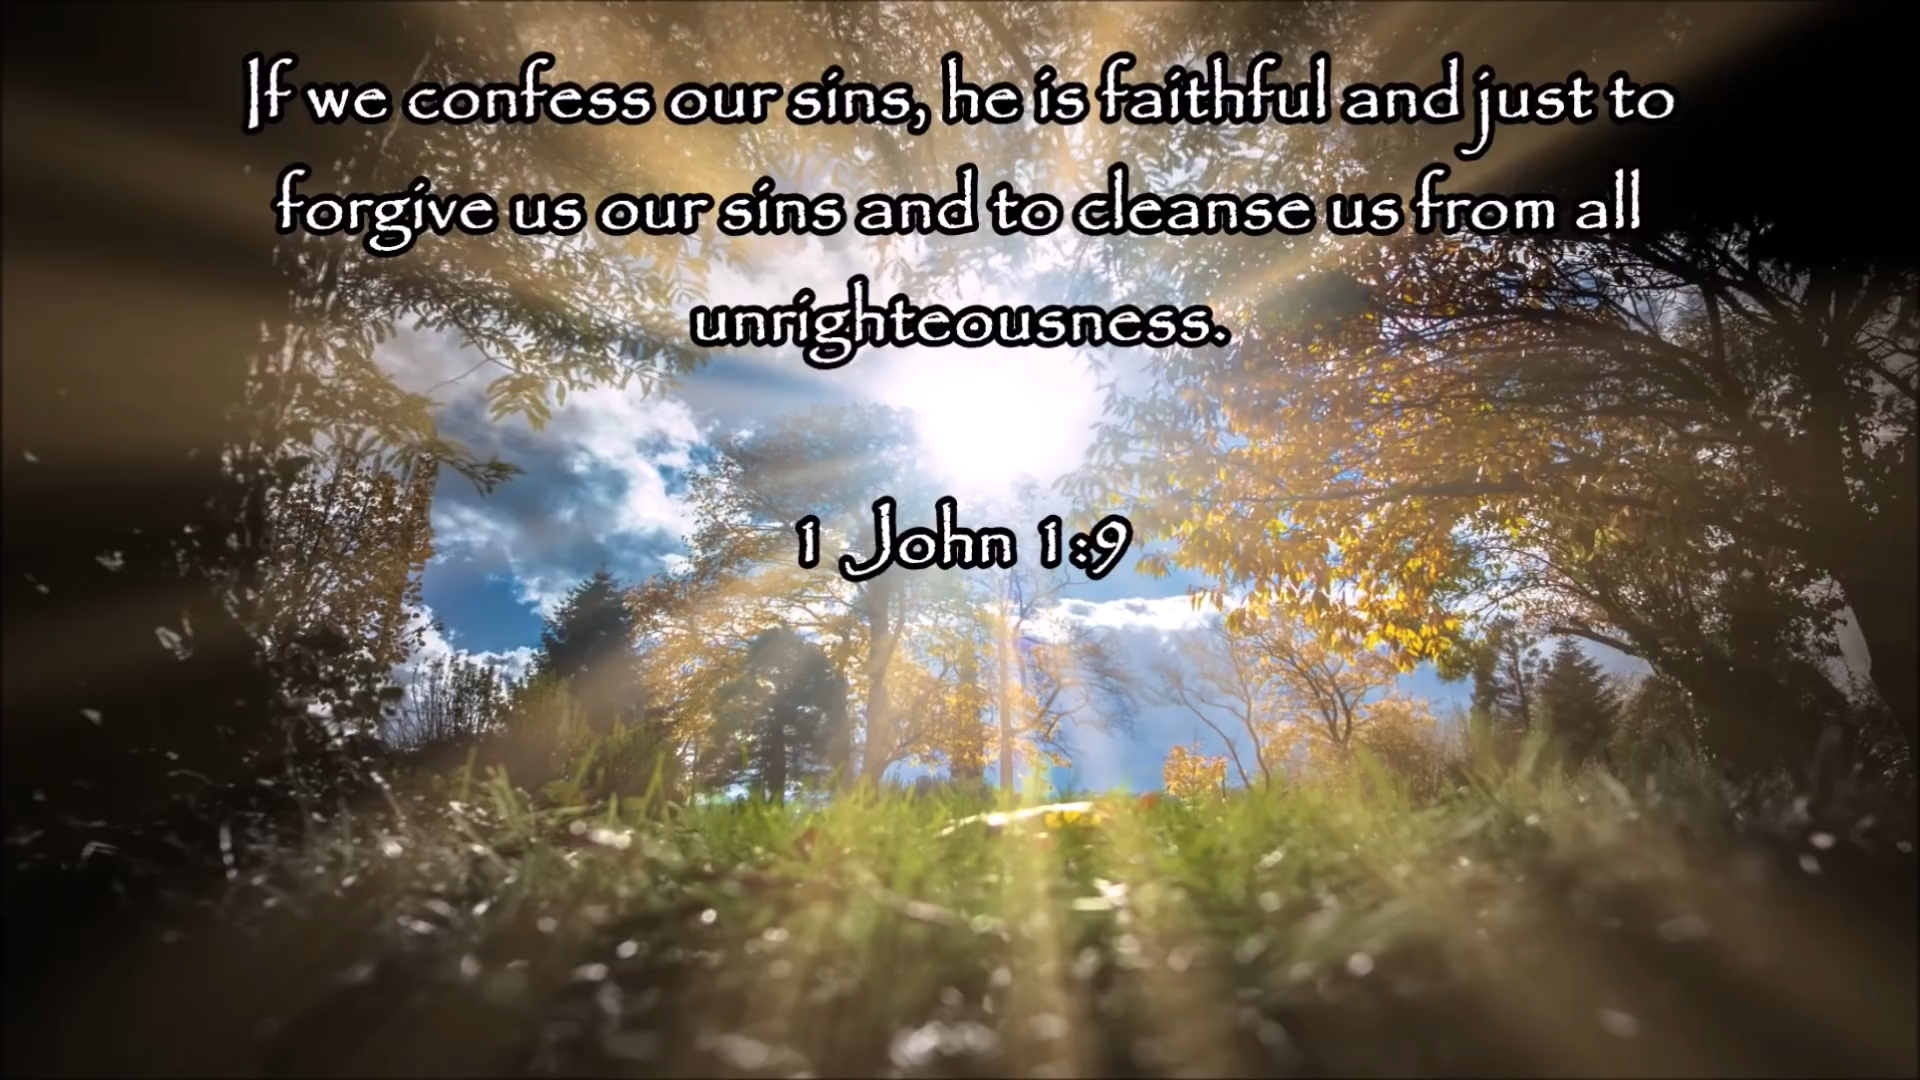 If we confess our sins, he is faithful and just to
forgive us our sins and to cleanse us from all
unrighteousness.
1 John 1:9